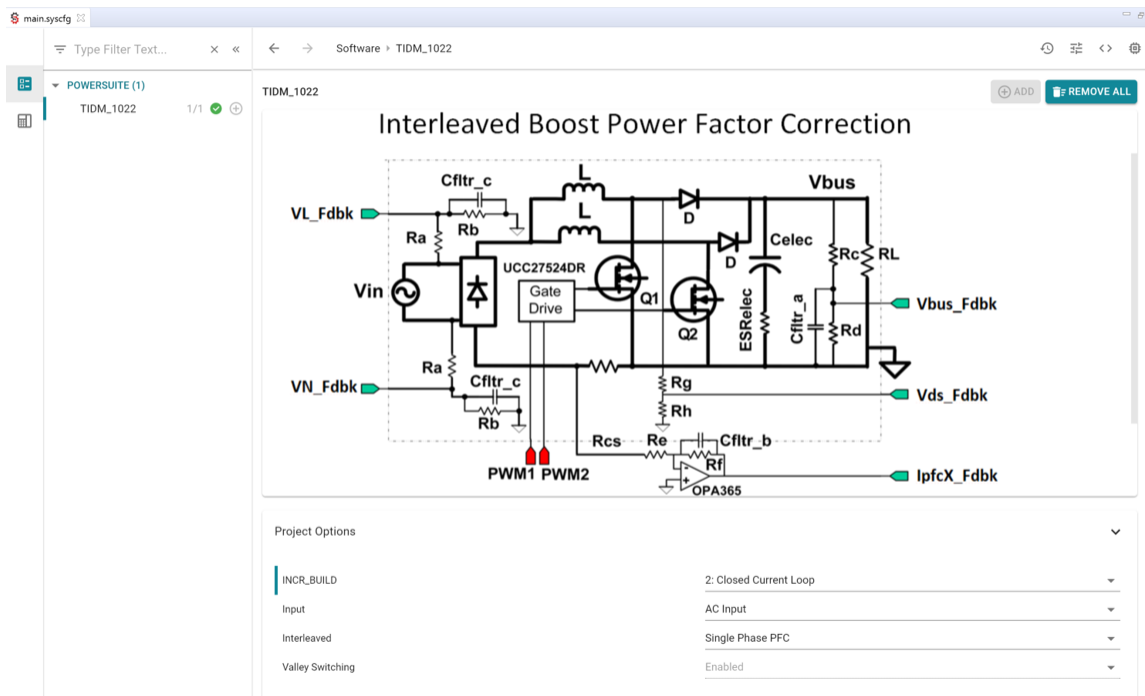 main.syscfg
Type Filter Text...
Software
TIDM_1022
POWERSUITE (1)
TIDM_1022
1/1
TIDM_1022
ADD
REMOVE ALL
Interleaved Boost Power Factor Correction
Cfltr_c
L
Vbus
VL_Fdbk
Rb
L
D
Ra
Celec
D
Rc
RL
UCC27524DR
Vin
Gate
Drive
Q1
Q2
ESRelec
Cfltr_a
Rd
Vbus_Fdbk
Ra
Cfltr_c
VN_Fdbk
Rb
Rg
Vds_Fdbk
Rh
Rcs
Re
Cfltr_b
Rf
PWM1 PWM2
OPA365
IpfcX_Fdbk
Project Options
INCR_BUILD
2: Closed Current Loop
Input
AC Input
Interleaved
Single Phase PFC
Valley Switching
Enabled